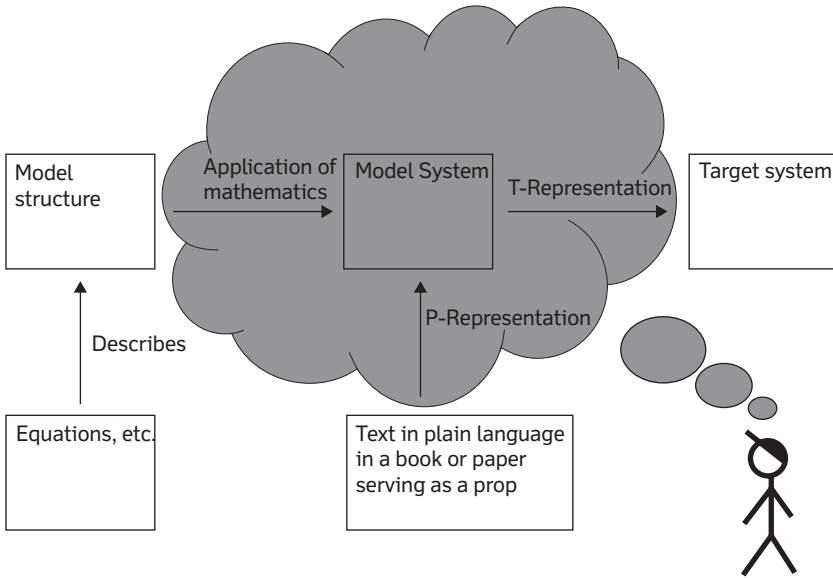 Model
structure
Application of
mathematics
Model System
T-Representation
Target system
Describes
P-Representation
Equations, etc.
Text in plain language
in a book or paper
serving as a prop